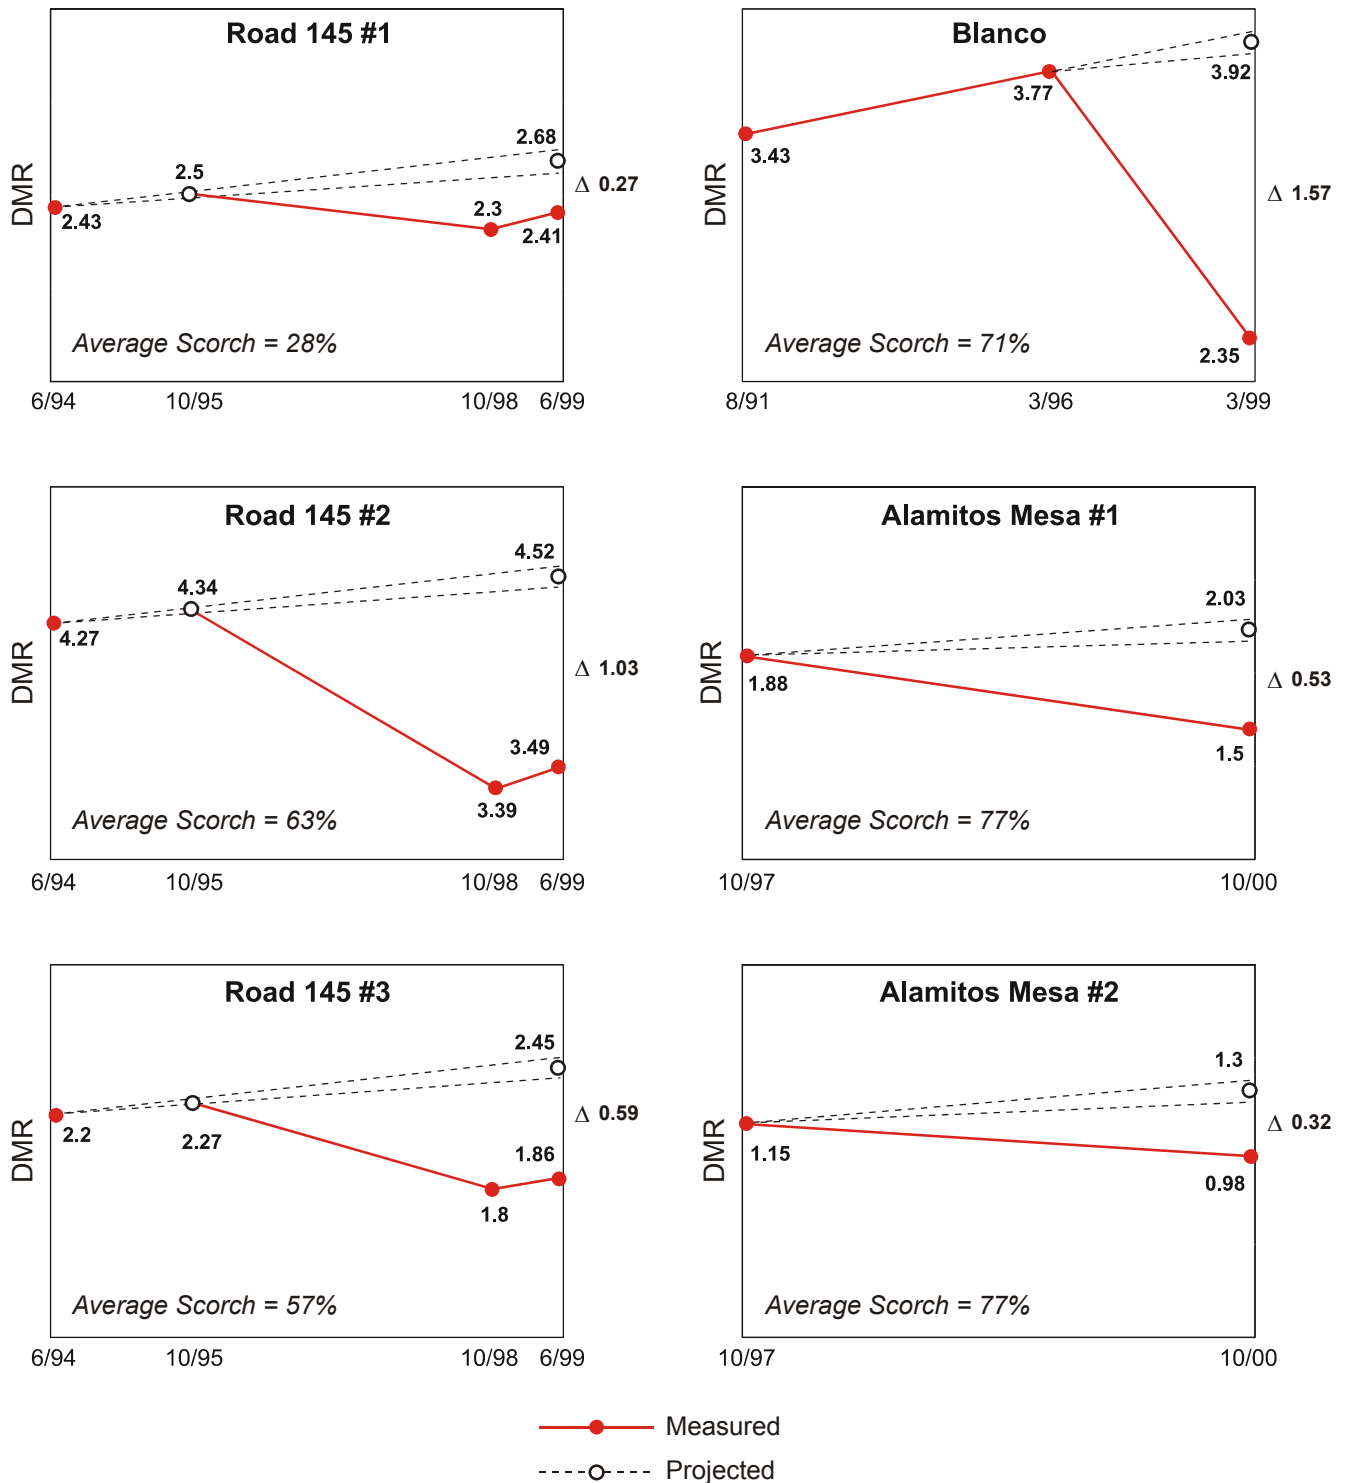 Road 145 #1
DMR
2.43
2.5
2.3
2.68
2.41
Δ 0.27
Average Scorch = 28%
6/94 10/95 10/98 6/99
Blanco
DMR
3.43
3.77
3.92
2.35
Δ 1.57
Average Scorch = 71%
8/91 3/96 3/99
Road 145 #2
DMR
4.27
4.34
4.52
3.49
3.39
Δ 1.03
Average Scorch = 63%
6/94 10/95 10/98 6/99
Alamitos Mesa #1
DMR
1.88
2.03
1.5
Δ 0.53
Average Scorch = 77%
10/97 10/00
Road 145 #3
DMR
2.2
2.27
2.45
1.86
1.8
Δ 0.59
Average Scorch = 57%
6/94 10/95 10/98 6/99
Alamitos Mesa #2
DMR
1.15
1.3
0.98
Δ 0.32
Average Scorch = 77%
10/97 10/00
Measured
Projected